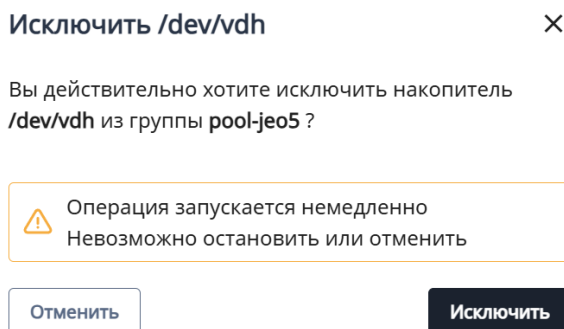 Исключить /dev/vdh
Вы действительно хотите исключить накопитель
/dev/vdh из группы pool-jeo5 ?
Операция запускается немедленно
Невозможно остановить или отменить
Отменить
Исключить